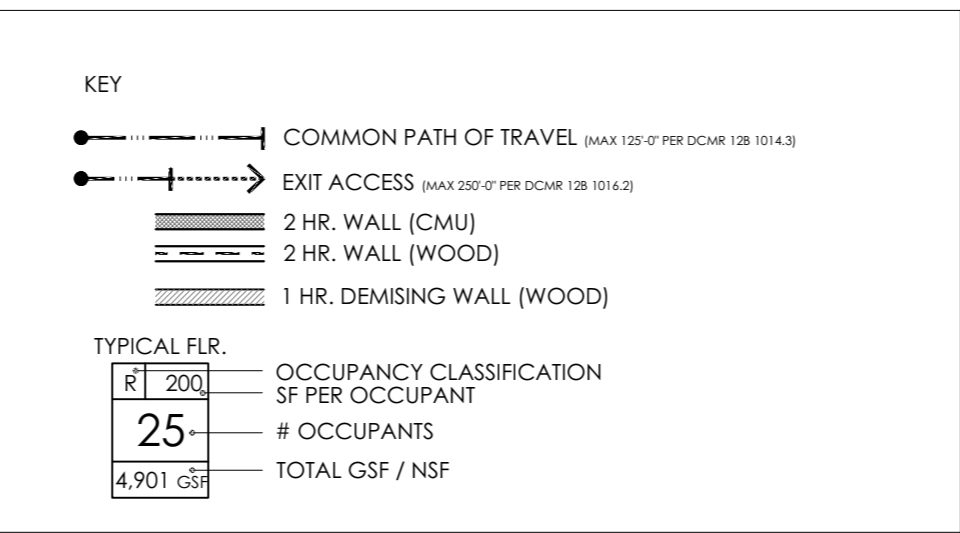 KEY
COMMON PATH OF TRAVEL (MAX 125'-0" PER DCMR 12B 1014.3)
EXIT ACCESS (MAX 250'-0" PER DCMR 12B 1016.2)
2 HR. WALL (CMU)
2 HR. WALL (WOOD)
1 HR. DEMISING WALL (WOOD)
TYPICAL FLR.
R 200 OCCUPANCY CLASSIFICATION
SF PER OCCUPANT
25 # OCCUPANTS
4,901 GSF TOTAL GSF / NSF